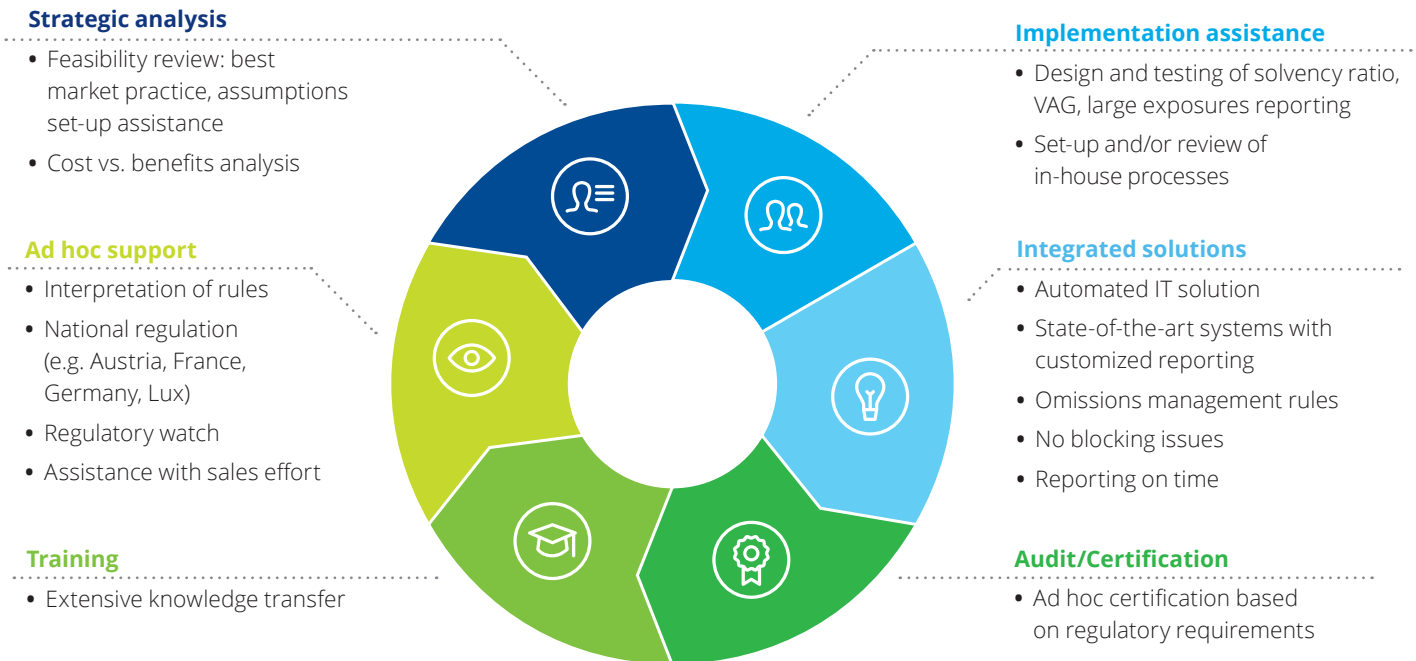 Strategic analysis
• Feasibility review: best
market practice, assumptions
set-up assistance
• Cost vs. benefits analysis
Ad hoc support
• Interpretation of rules
• National regulation
(e.g. Austria, France,
Germany, Lux)
• Regulatory watch
• Assistance with sales effort
Training
• Extensive knowledge transfer
Implementation assistance
• Design and testing of solvency ratio,
VAG, large exposures reporting
• Set-up and/or review of
in-house processes
Integrated solutions
• Automated IT solution
• State-of-the-art systems with
customized reporting
• Omissions management rules
• No blocking issues
• Reporting on time
Audit/Certification
• Ad hoc certification based
on regulatory requirements